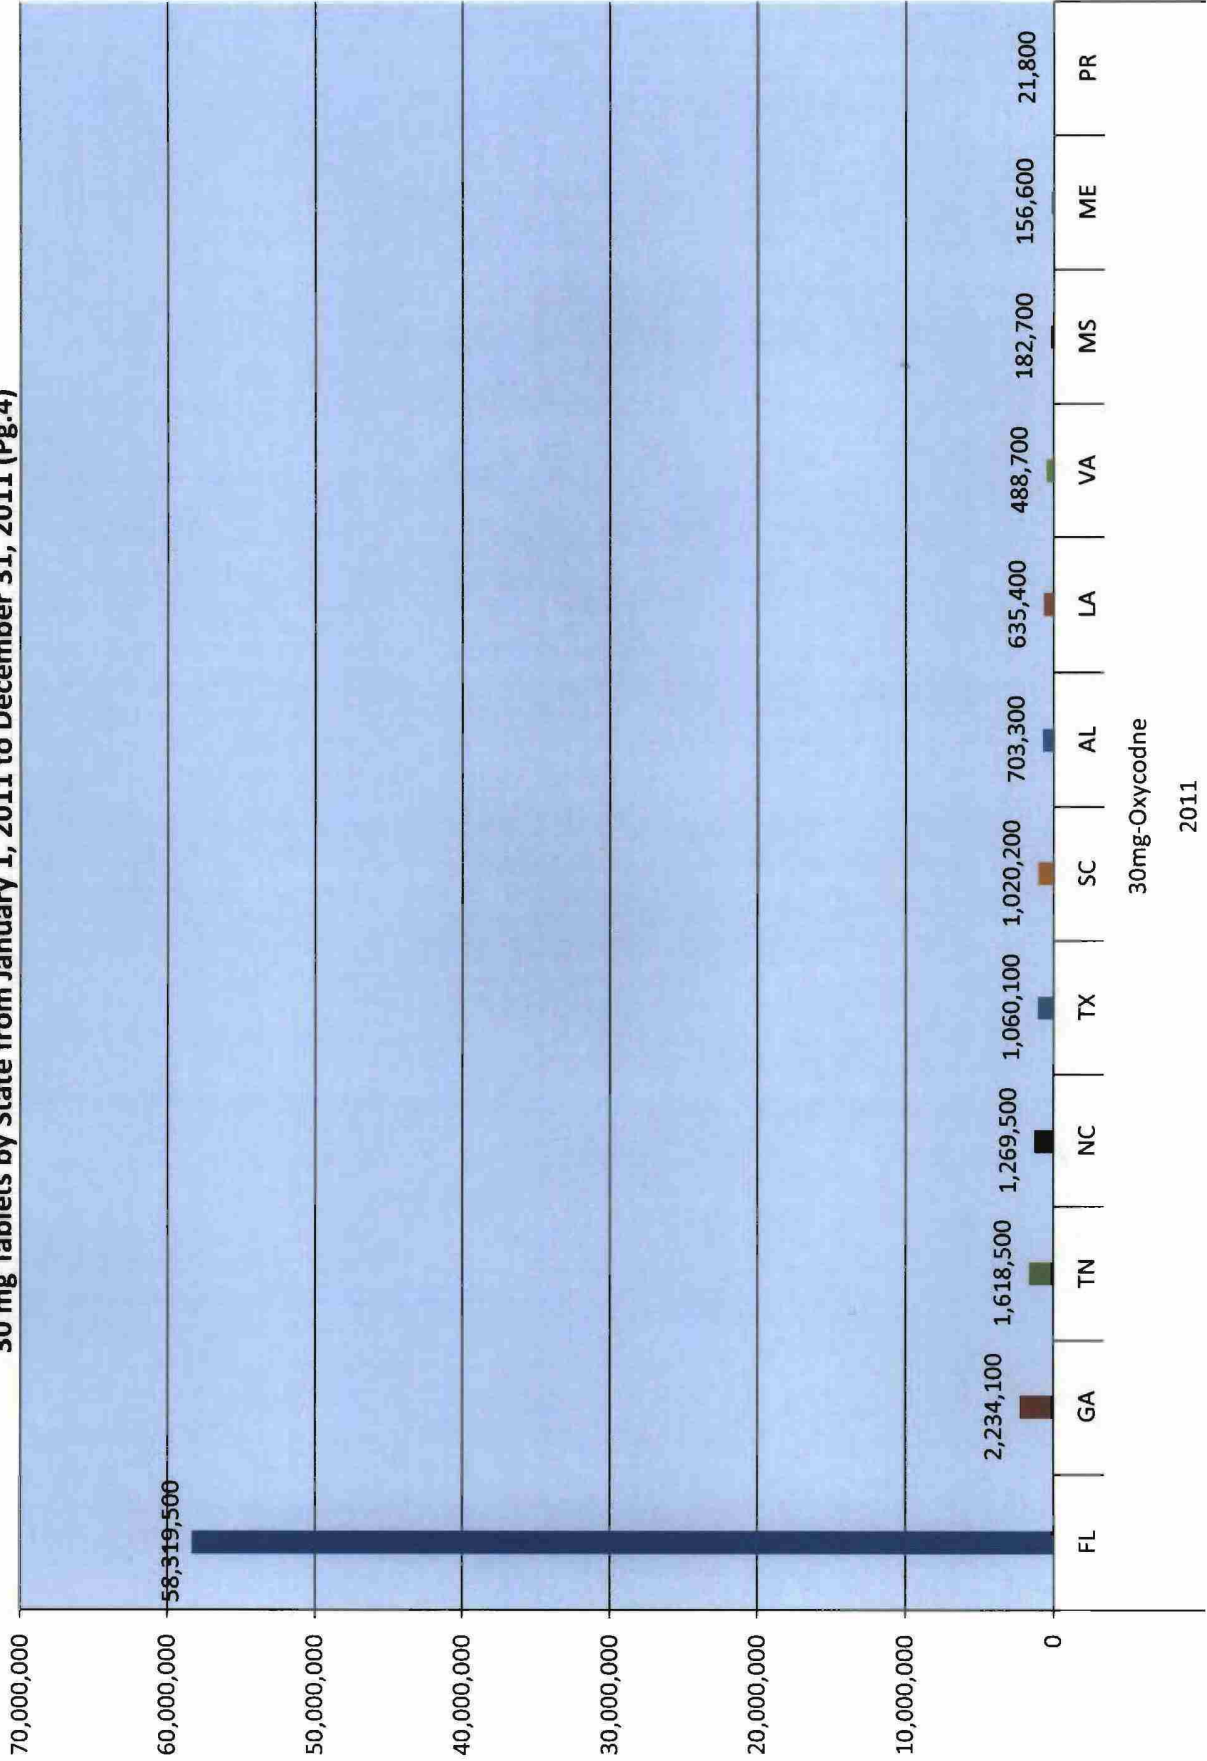 30 mg Tablets by State from January 1, 2011 to December 31, 2011 (Pg.4)
70,000,000
60,000,000
50,000,000
40,000,000
30,000,000
20,000,000
10,000,000
0
58,319,500
2,234,100
1,618,500
1,269,500
1,060,100
1,020,200
703,300
635,400
488,700
182,700
156,600
21,800
FL
GA
TN
NC
TX
SC
AL
LA
VA
MS
ME
PR
30mg-Oxycodne
2011